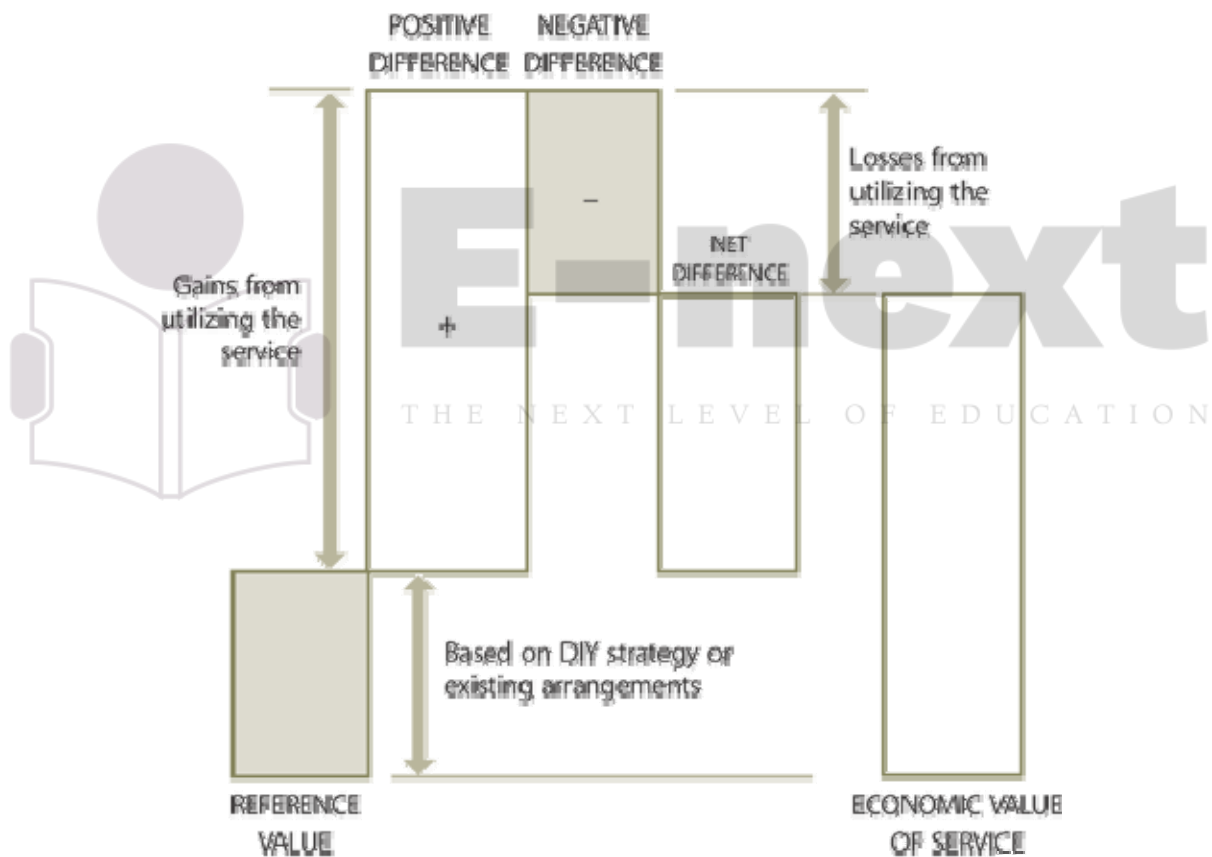 POSITIVE
DIFFERENCE
NEGATIVE
DIFFERENCE
Losses from
utilizing the
service
–
NET
DIFFERENCE
Gains from
utilizing the
service
+
E-next
THE NEXT LEVEL OF EDUCATION
Based on DIY strategy or
existing arrangements
REFERENCE
VALUE
ECONOMIC VALUE
OF SERVICE